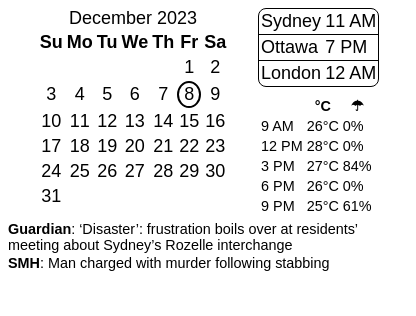 December 2023
Su Mo Tu We Th Fr Sa
1 2
3 4 5 6 7 8 9
10 11 12 13 14 15 16
17 18 19 20 21 22 23
24 25 26 27 28 29 30
31
Sydney 11 AM
Ottawa 7 PM
London 12 AM
°C ☂
9 AM 26°C 0%
12 PM 28°C 0%
3 PM 27°C 84%
6 PM 26°C 0%
9 PM 25°C 61%
Guardian: ‘Disaster’: frustration boils over at residents’
meeting about Sydney’s Rozelle interchange
SMH: Man charged with murder following stabbing